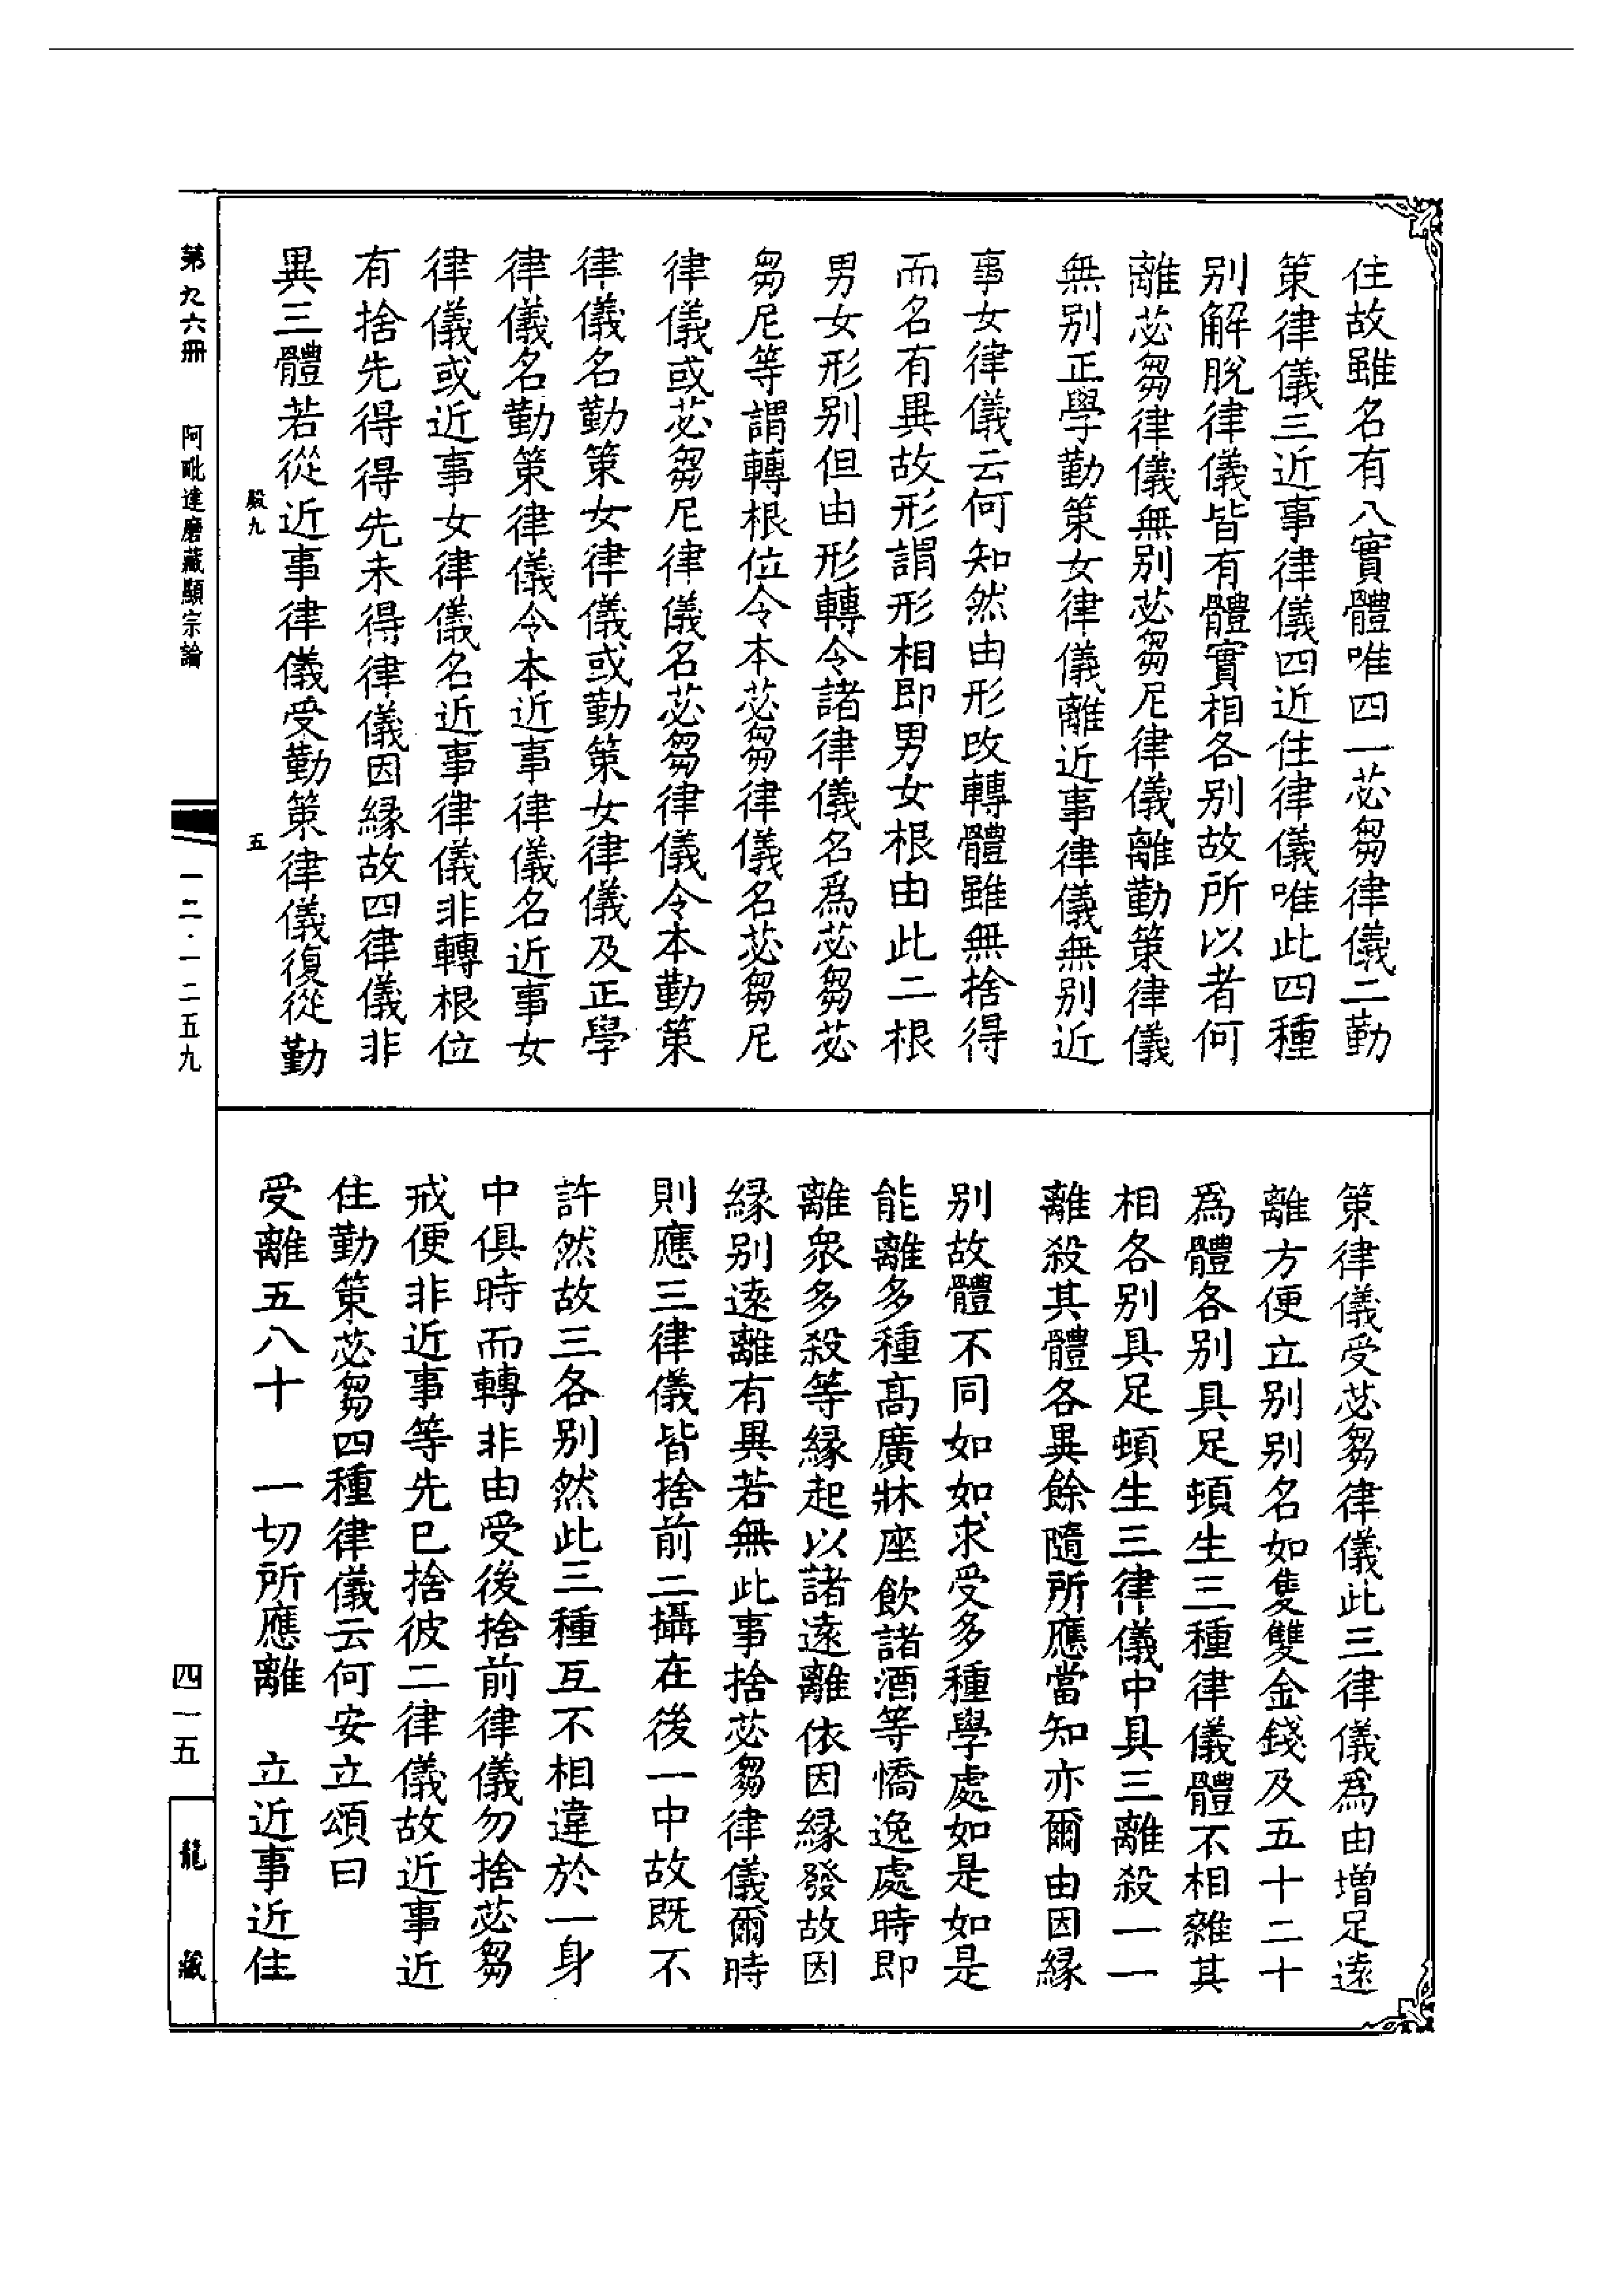 住故雖名有八實體唯四一苾芻律儀二勤
策律儀三近事律儀四近住律儀唯此四種
别解脫律儀皆有體實相各别故所以者何
離苾芻律儀無别苾芻尼律儀離勤策律儀
無别正學勤策女律儀離近事律儀無别近
事女律儀云何知然由形改轉體雖無捨得
而名有異故形謂形相即男女根由此二根
男女形别但由形轉令諸律儀名爲苾芻苾
芻尼等謂轉根位令本苾芻律儀名苾芻尼
律儀或苾芻尼律儀名苾芻律儀令本勤策
律儀名勤策女律儀或勤策女律儀及正學
律儀名勤策律儀令本近事律儀名近事女
律儀或近事女律儀名近事律儀非轉根位
有捨先得得先未得律儀因緣故四律儀非
異三體若從近事律儀受勤策律儀復從勤
殿九
五
策律儀受苾芻律儀此三律儀爲由增足遠
離方便立别别名如隻雙金錢及五十二十
爲體各别具足頓生三種律儀體不相雜其
相各别具足頓生三律儀中具三離殺一一
離殺其體各異餘隨所應當知亦爾由因緣
别故體不同如如求受多種學處如是如是
能離多種高廣牀座飲諸酒等憍逸處時即
離衆多殺等緣起以諸遠離依因緣發故因
緣别遠離有異若無此事捨苾芻律儀爾時
則應三律儀皆捨前二攝在後一中故既不
許然故三各别然此三種互不相違於一身
中俱時而轉非由受後捨前律儀勿捨苾芻
戒便非近事等先已捨彼二律儀故近事近
住勤策苾芻四種律儀云何安立頌曰
受離五八十　一切所應離　立近事近住
第九六冊　阿毗達磨藏顯宗論
一二·一二五九
四一五
龍藏